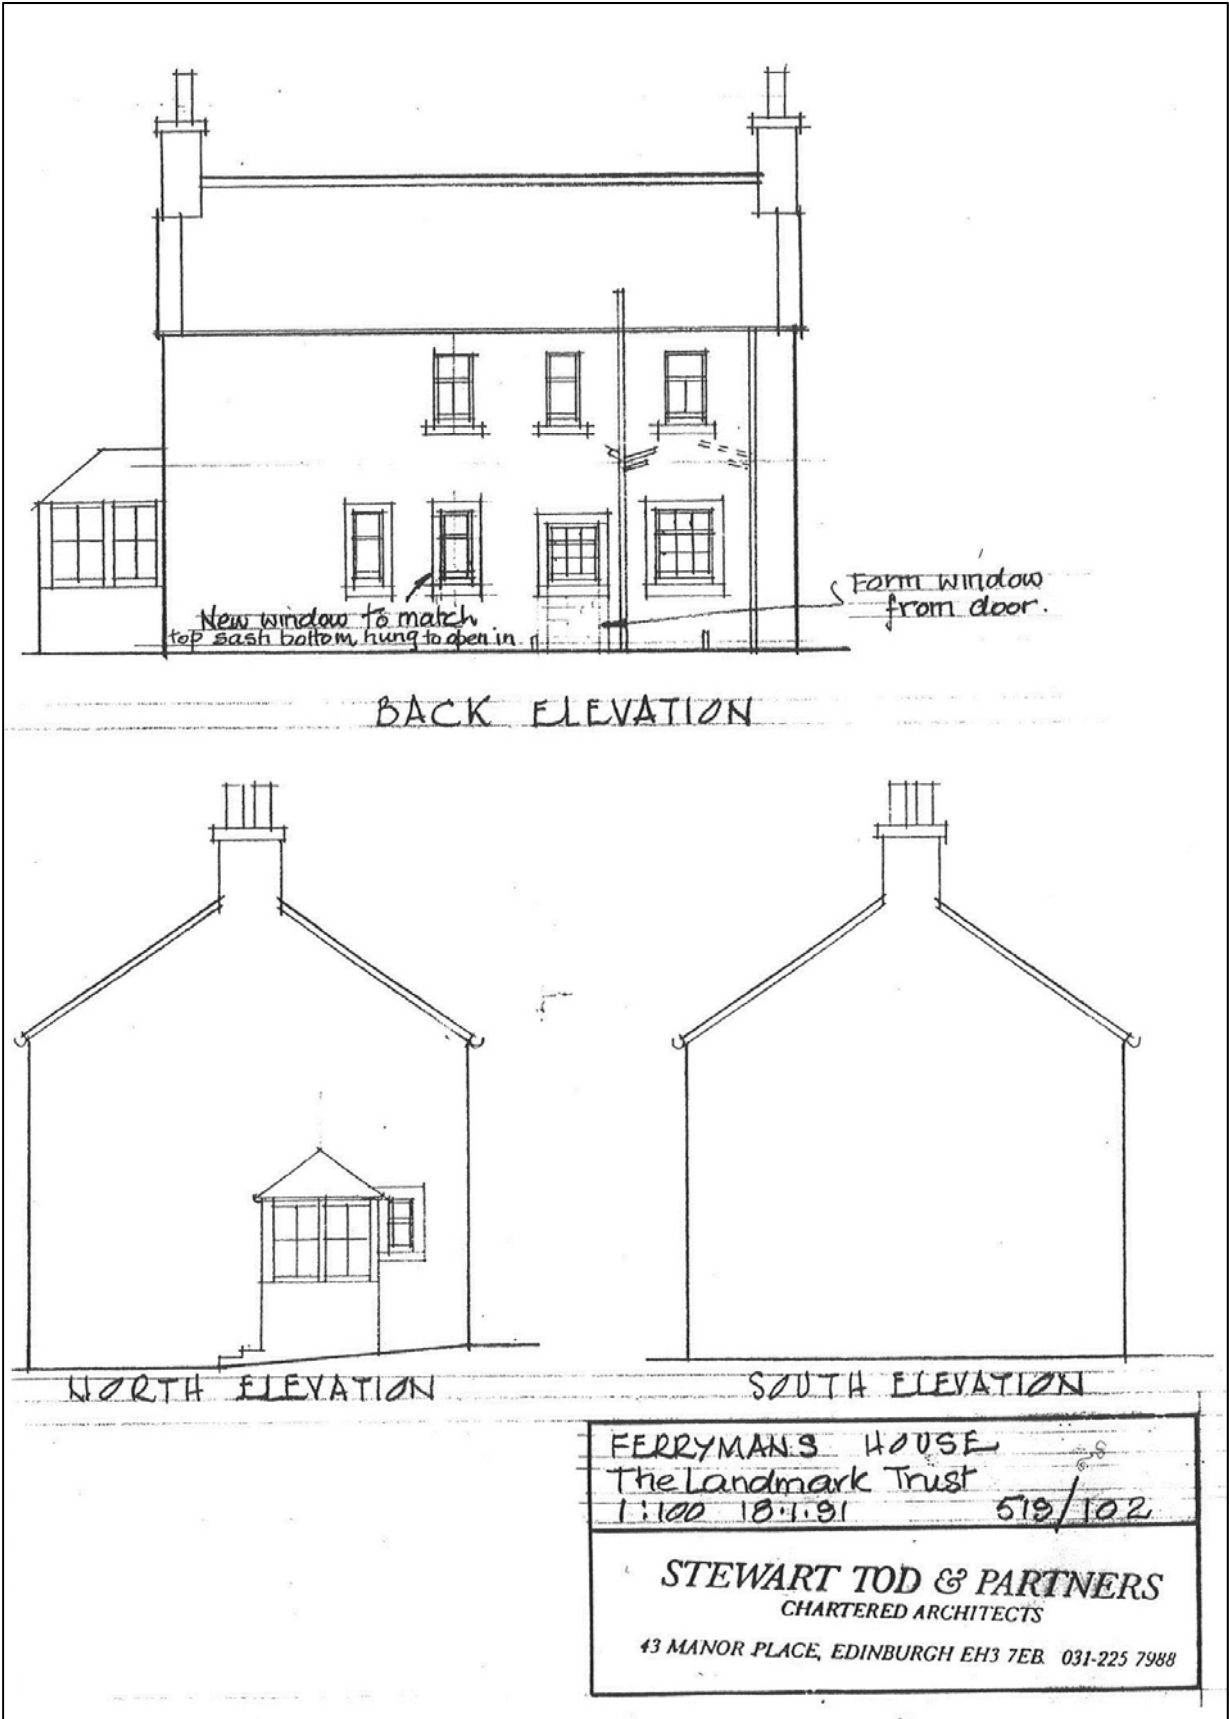 New window to match
top sash bottom hung to open in
Form window
from door.
BACK ELEVATION
NORTH ELEVATION
SOUTH ELEVATION
FERRYMANS HOUSE
The Landmark Trust
1:100 18.1.91 519/102
STEWART TOD & PARTNERS
CHARTERED ARCHITECTS
43 MANOR PLACE, EDINBURGH EH3 7EB 031-225 7988